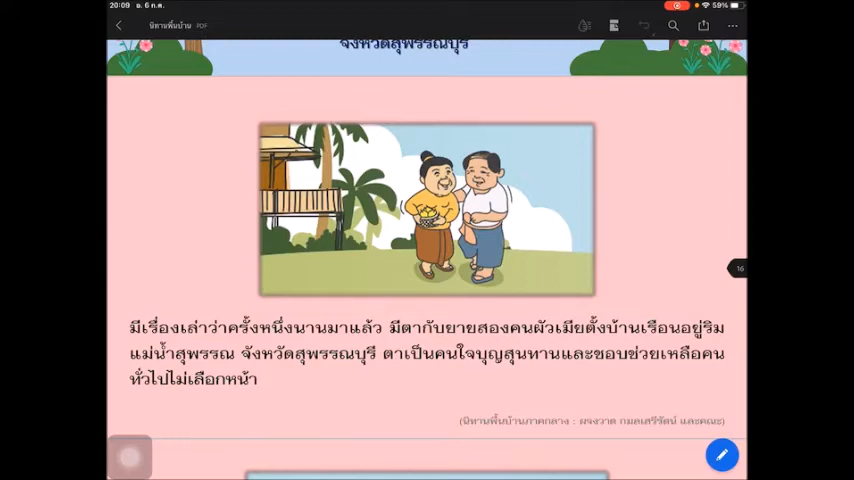 20:09 อ. 6 ก.ค.
59%
นิทานพื้นบ้าน PDF
จังหวัดสุพรรณบุรี
16
มีเรื่องเล่าว่าครั้งหนึ่งนานมาแล้ว มีตากับยายสองคนผัวเมียตั้งบ้านเรือนอยู่ริม
แม่น้ำสุพรรณ จังหวัดสุพรรณบุรี ตาเป็นคนใจบุญสุนทานและชอบช่วยเหลือคน
ทั่วไปไม่เลือกหน้า
(นิทานพื้นบ้านภาคกลาง : ผจงวาด กมลเสรีรัตน์ และคณะ)